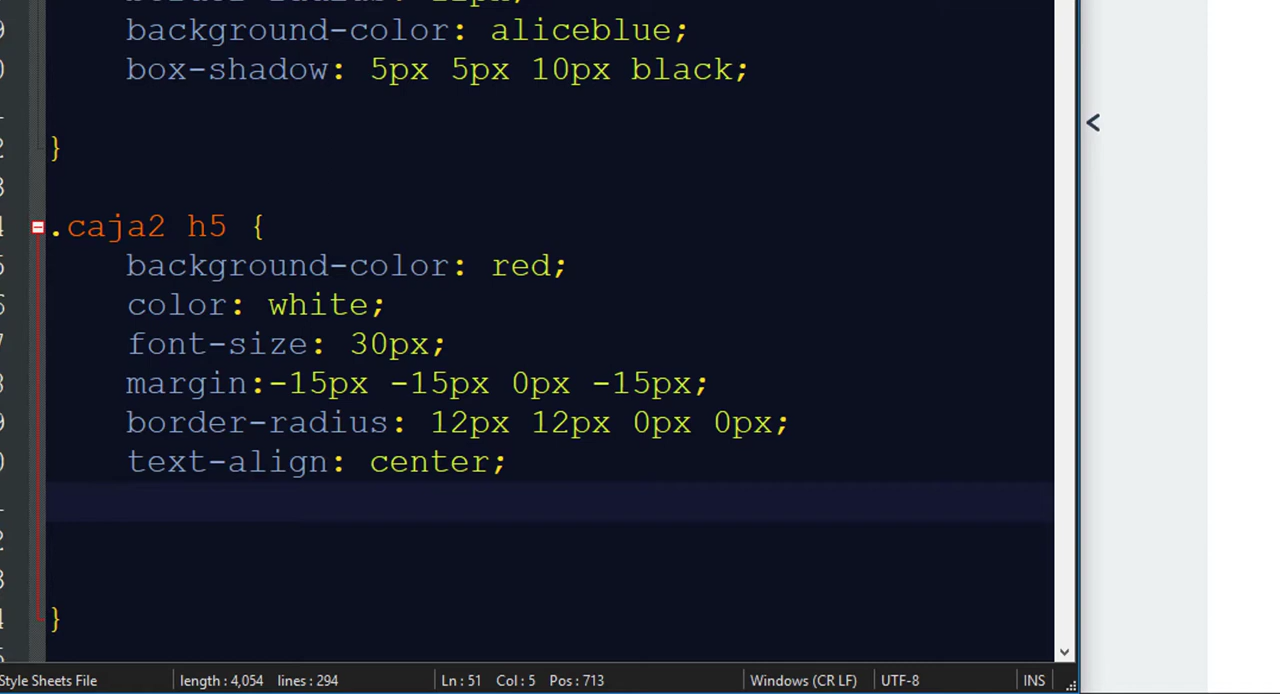 background-color: aliceblue;
box-shadow: 5px 5px 10px black;
}
.caja2 h5 {
background-color: red;
color: white;
font-size: 30px;
margin:-15px -15px 0px -15px;
border-radius: 12px 12px 0px 0px;
text-align: center;
}
Style Sheets File length : 4,054 lines : 294 Ln : 51 Col : 5 Pos : 713 Windows (CR LF) UTF-8 INS